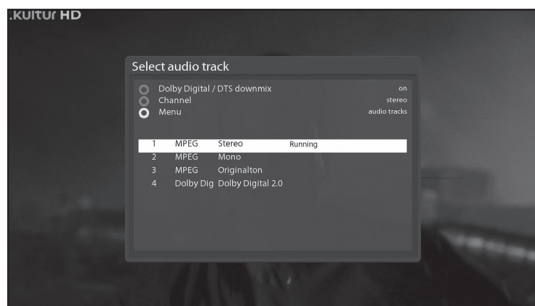 .kultur HD
Select audio track
Dolby Digital / DTS downmix on
Channel stereo
Menu audio tracks
1 MPEG Stereo Running
2 MPEG Mono
3 MPEG Originalton
4 Dolby Dig Dolby Digital 2.0